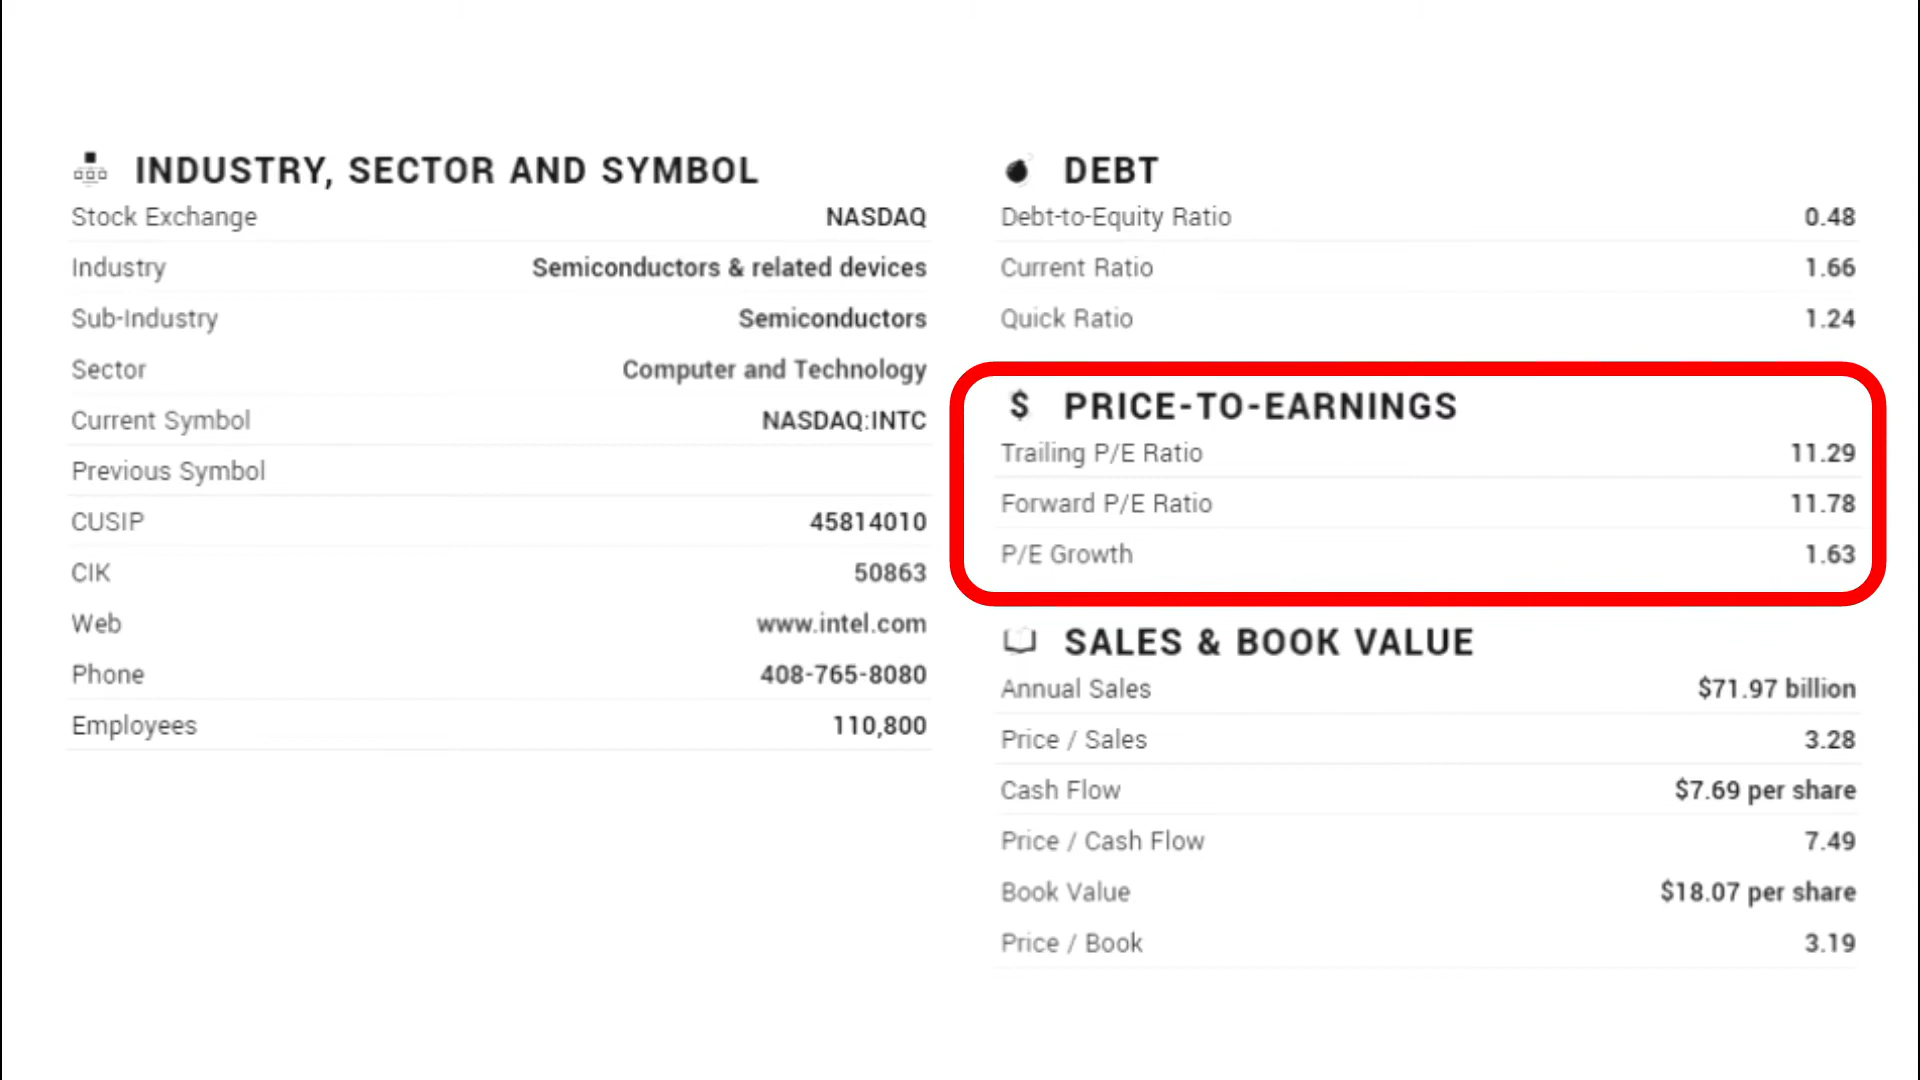 INDUSTRY, SECTOR AND SYMBOL
Stock Exchange NASDAQ
Industry Semiconductors & related devices
Sub-Industry Semiconductors
Sector Computer and Technology
Current Symbol NASDAQ:INTC
Previous Symbol
CUSIP 45814010
CIK 50863
Web www.intel.com
Phone 408-765-8080
Employees 110,800
DEBT
Debt-to-Equity Ratio 0.48
Current Ratio 1.66
Quick Ratio 1.24
$ PRICE-TO-EARNINGS
Trailing P/E Ratio 11.29
Forward P/E Ratio 11.78
P/E Growth 1.63
SALES & BOOK VALUE
Annual Sales $71.97 billion
Price / Sales 3.28
Cash Flow $7.69 per share
Price / Cash Flow 7.49
Book Value $18.07 per share
Price / Book 3.19